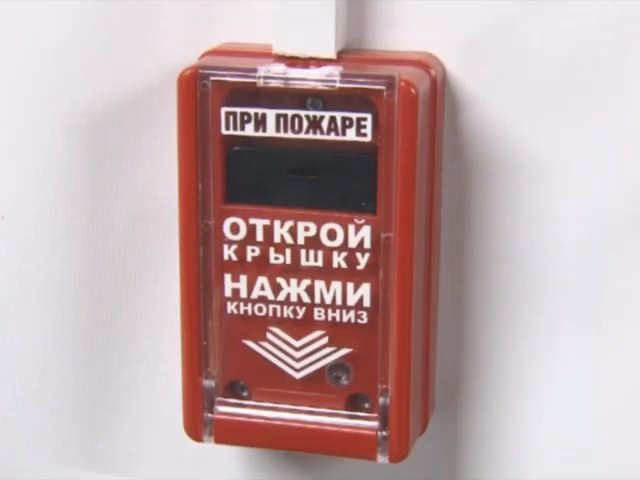 ПРИ ПОЖАРЕ
ОТКРОЙ
КРЫШКУ
НАЖМИ
КНОПКУ ВНИЗ